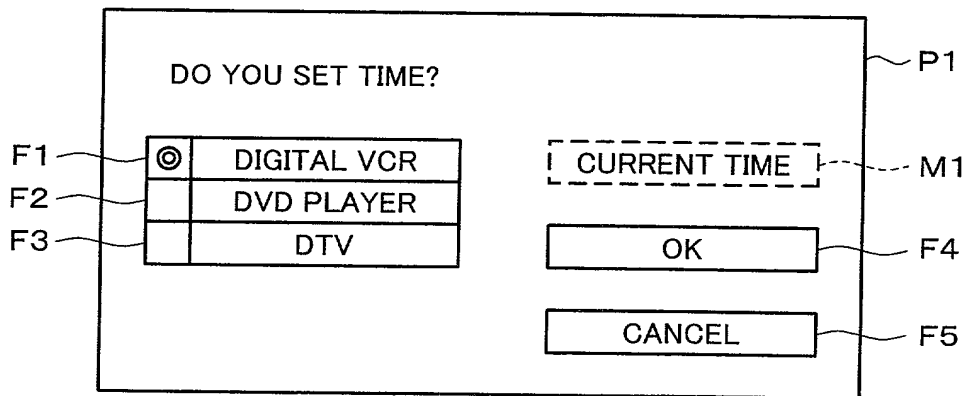 DO YOU SET TIME?
P1
F1 ◎ DIGITAL VCR
CURRENT TIME M1
F2 DVD PLAYER
F3 DTV
OK F4
CANCEL F5